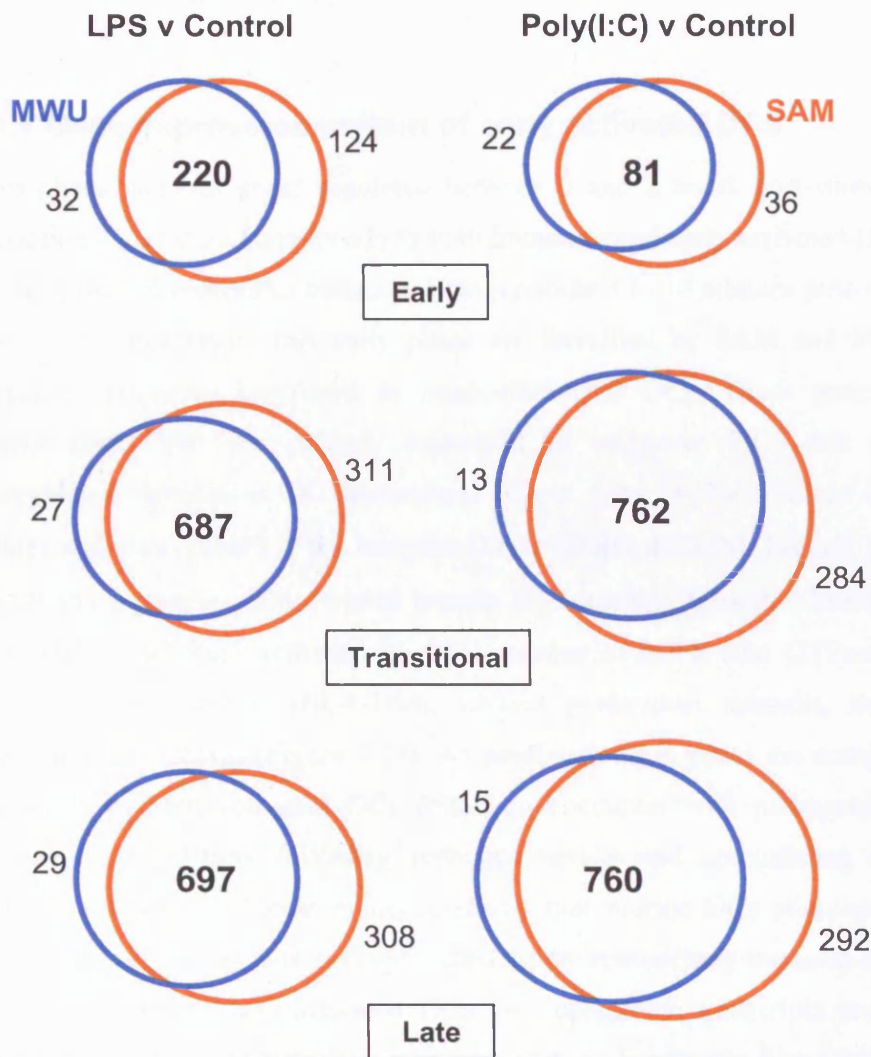 LPS v Control
Poly(I:C) v Control
MWU
SAM
220
124
32
22
81
36
Early
27
687
311
13
762
284
Transitional
29
697
308
15
760
292
Late